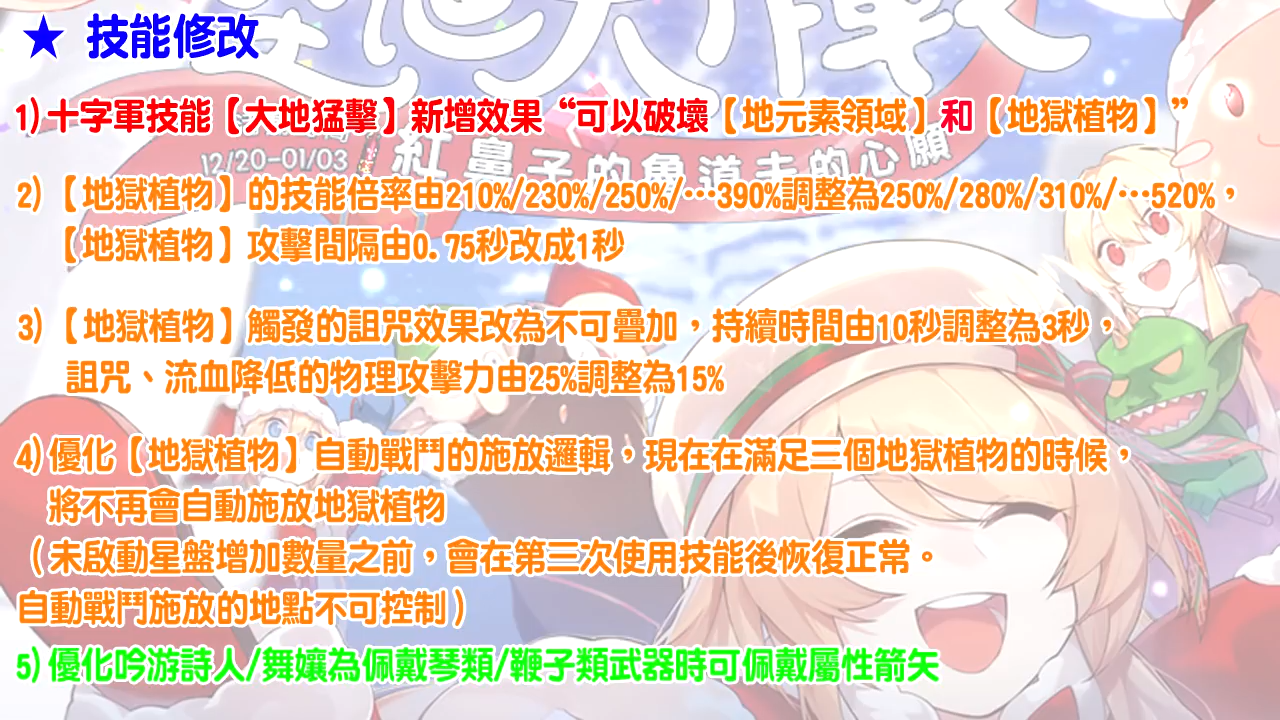 ★ 技能修改
1)十字軍技能【大地猛擊】新增效果“可以破壞【地元素領域】和【地獄植物】”
12/20-01/03
紅鼻子的魯道夫的心願
2)【地獄植物】的技能倍率由210%/230%/250%/…390%調整為250%/280%/310%/…520%，
【地獄植物】攻擊間隔由0.75秒改成1秒
3)【地獄植物】觸發的詛咒效果改為不可疊加，持續時間由10秒調整為3秒，
詛咒、流血降低的物理攻擊力由25%調整為15%
4)優化【地獄植物】自動戰鬥的施放邏輯，現在在滿足三個地獄植物的時候，
將不再會自動施放地獄植物
（未啟動星盤增加數量之前，會在第三次使用技能後恢復正常。
自動戰鬥施放的地點不可控制）
5)優化吟游詩人/舞孃為佩戴琴類/鞭子類武器時可佩戴屬性箭矢